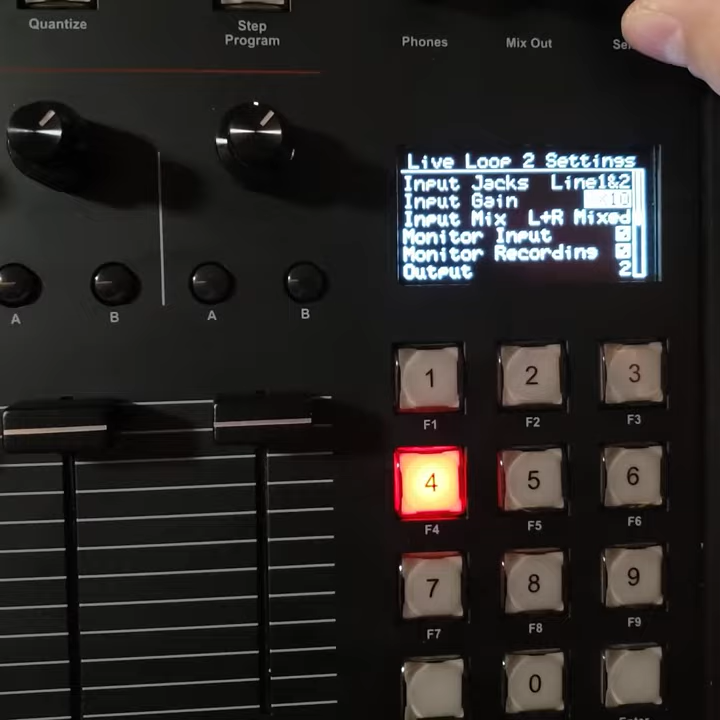 Quantize
Step
Program
Phones
Mix Out
Live Loop 2 Settings
Input Jacks Line1&2
Input Gain x10
Input Mix L+R Mixed
Monitor Input
Monitor Recording
Output 2
A
B
A
B
1
2
3
F1
F2
F3
4
5
6
F4
F5
F6
7
8
9
F7
F8
F9
0